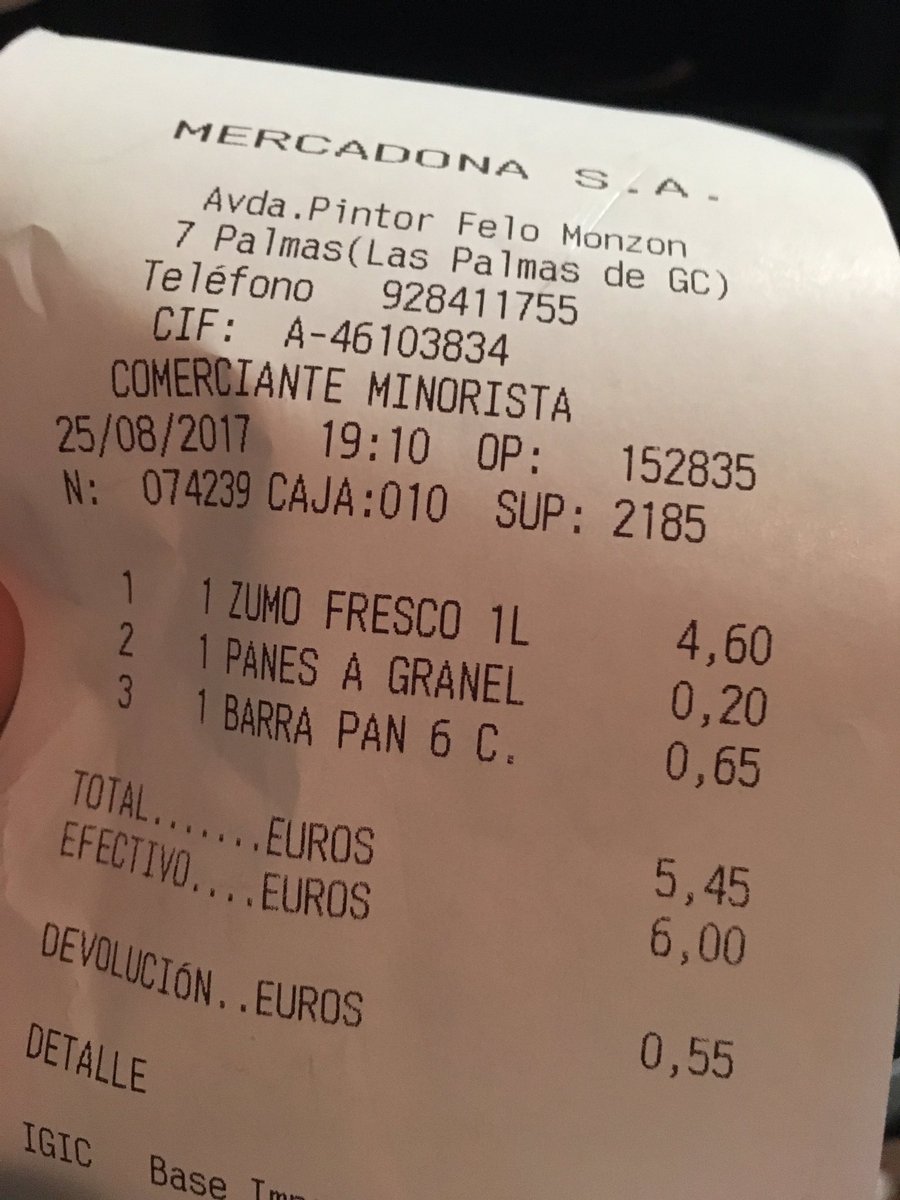 MERCADONA S.A.
Avda.Pintor Felo Monzon
7 Palmas(Las Palmas de GC)
Teléfono 928411755
CIF: A-46103834
COMERCIANTE MINORISTA
25/08/2017 19:10 OP: 152835
N: 074239 CAJA:010 SUP: 2185
1 1 ZUMO FRESCO 1L 4,60
2 1 PANES A GRANEL 0,20
3 1 BARRA PAN 6 C. 0,65
TOTAL.......EUROS 5,45
EFECTIVO....EUROS 6,00
DEVOLUCIÓN..EUROS 0,55
DETALLE
IGIC Base